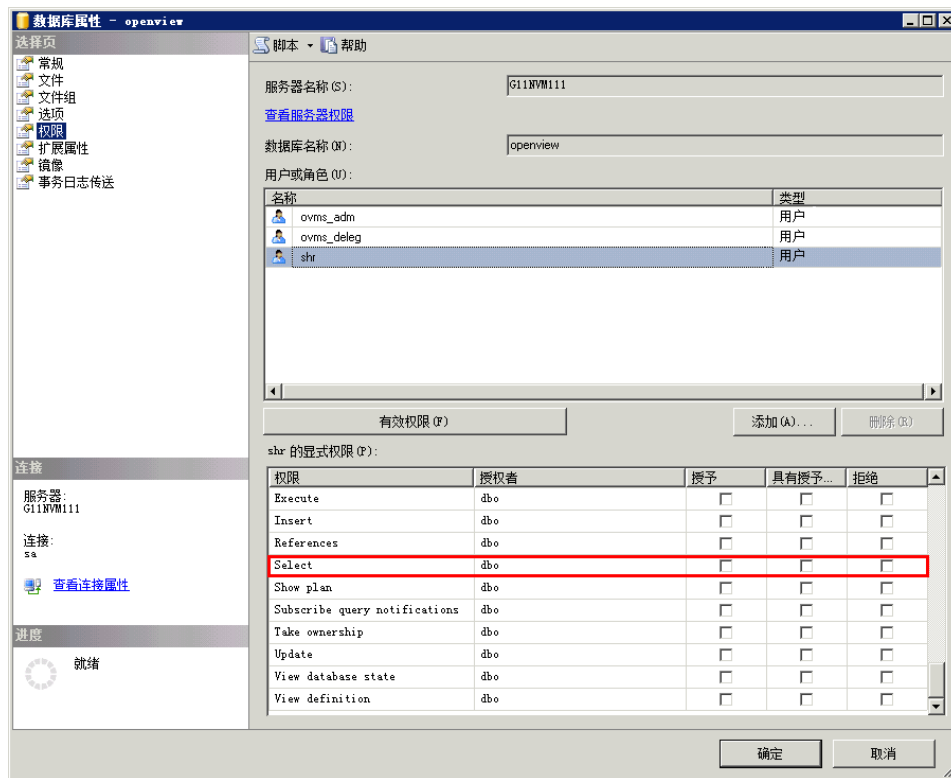 数据库属性 - openview
选择页
常规
文件
文件组
选项
权限
扩展属性
镜像
事务日志传送
脚本 帮助
服务器名称(S): G11NVM111
查看服务器权限
数据库名称(N): openview
用户或角色(U):
名称 类型
ovms_adm 用户
ovms_deleg 用户
shr 用户
有效权限(F) 添加(A)... 删除(R)
shr 的显式权限(P):
权限 授权者 授予 具有授予... 拒绝
Execute dbo
Insert dbo
References dbo
Select dbo
Show plan dbo
Subscribe query notifications dbo
Take ownership dbo
Update dbo
View database state dbo
View definition dbo
连接
服务器:
G11NVM111
连接:
sa
查看连接属性
进度
就绪
确定 取消